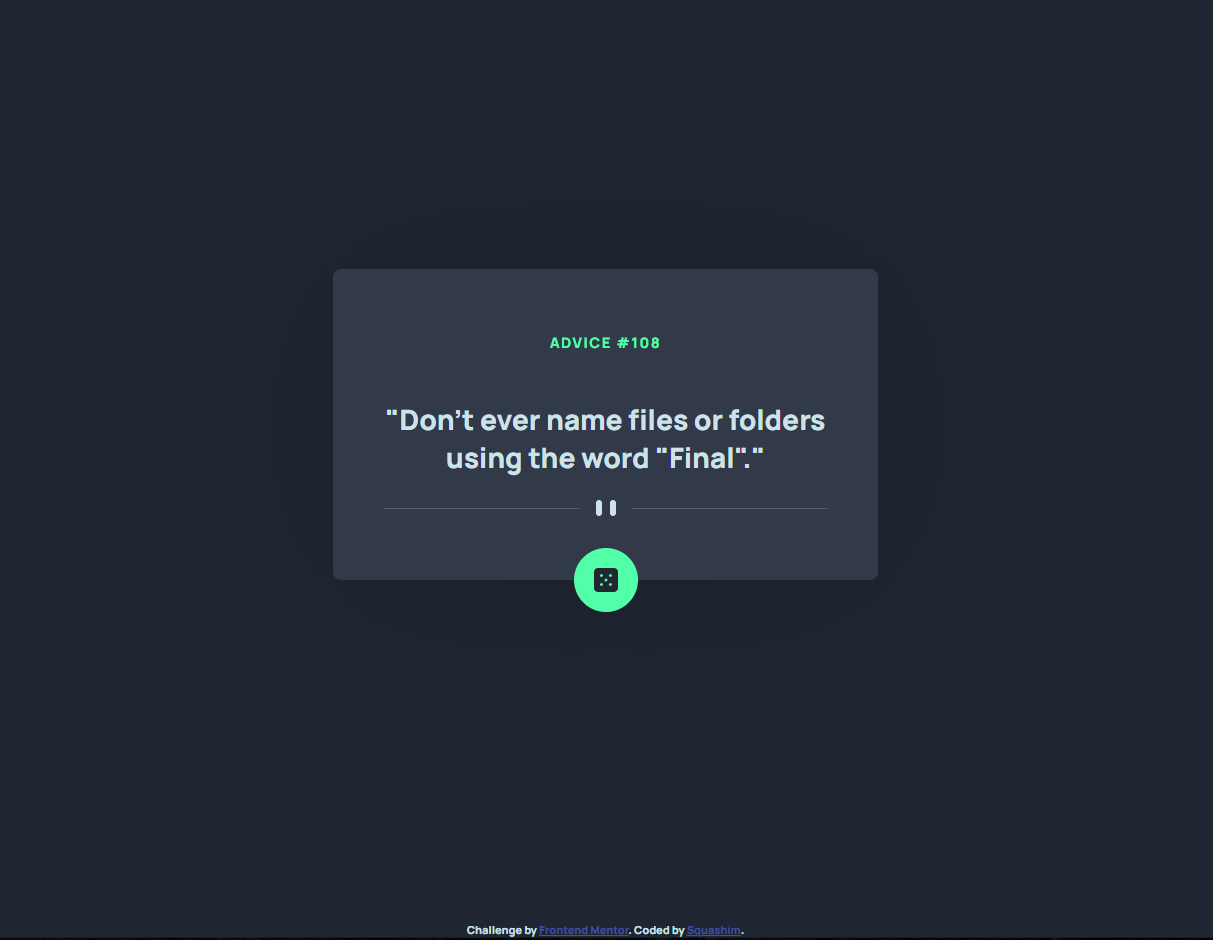 ADVICE #108
"Don't ever name files or folders
using the word "Final"."
Challenge by Frontend Mentor. Coded by Squashim.